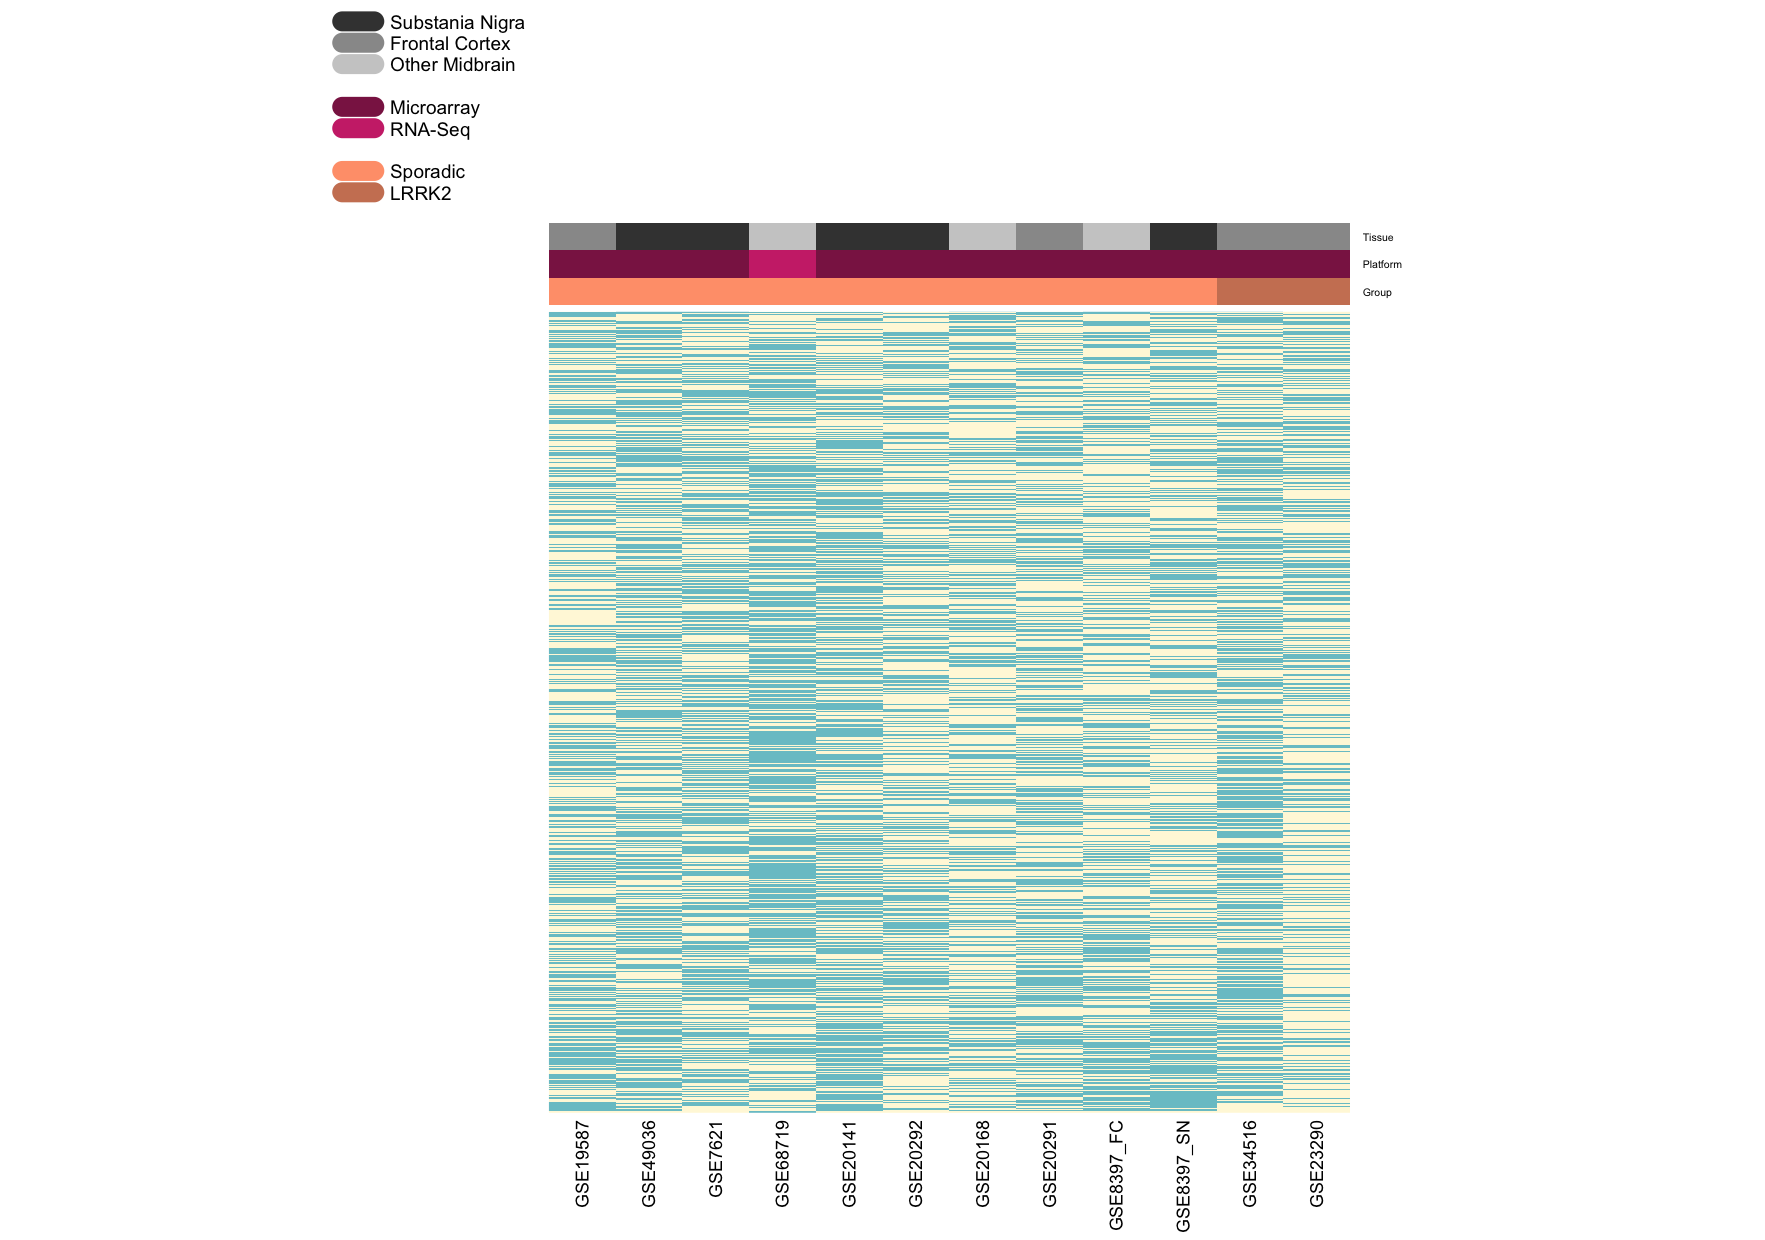 Substania Nigra
Frontal Cortex
Other Midbrain
Microarray
RNA-Seq
Sporadic
LRRK2
Tissue
Platform
Group
GSE19587
GSE49036
GSE7621
GSE68719
GSE20141
GSE20292
GSE20168
GSE20291
GSE8397_FC
GSE8397_SN
GSE34516
GSE23290